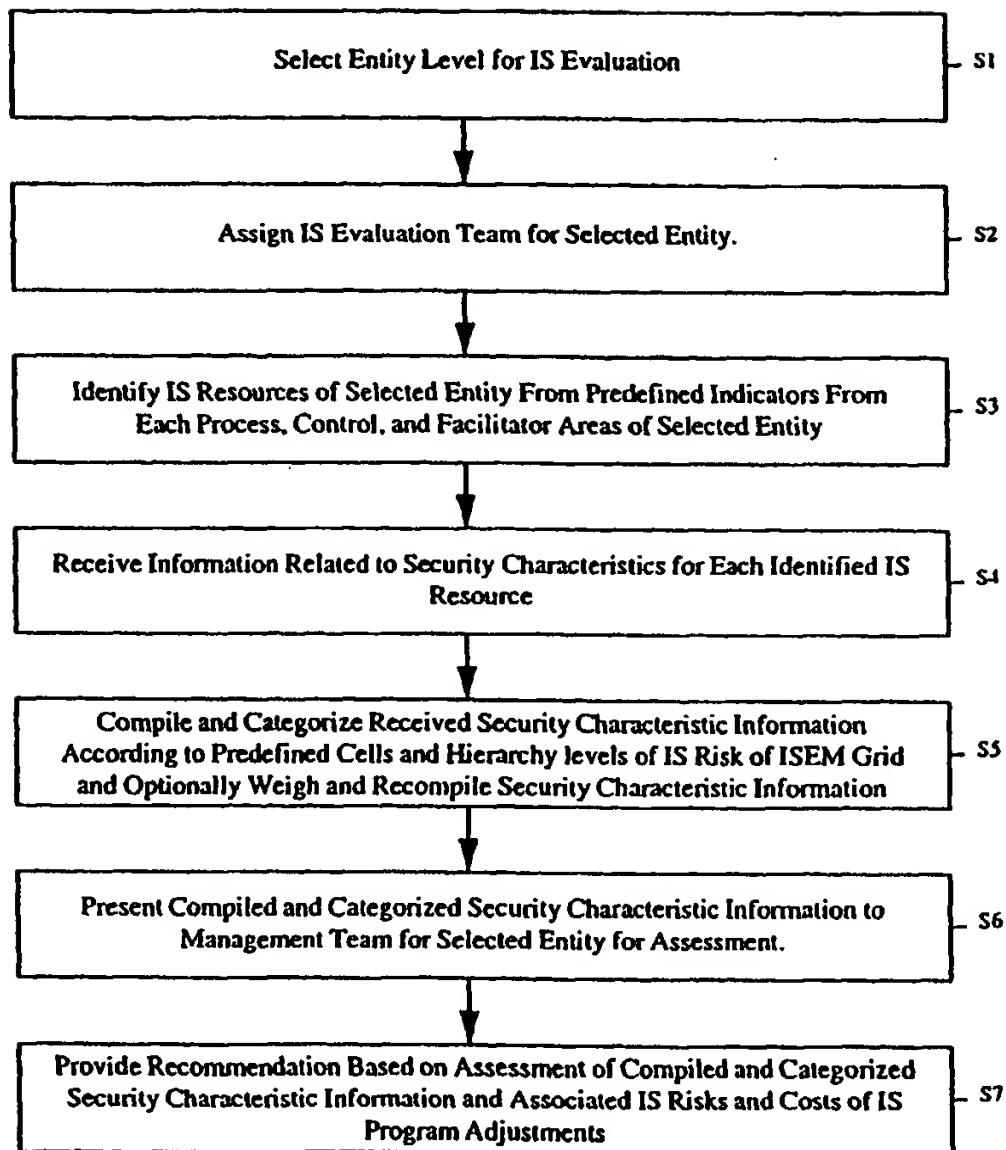 Select Entity Level for IS Evaluation
S1
Assign IS Evaluation Team for Selected Entity.
S2
Identify IS Resources of Selected Entity From Predefined Indicators From
Each Process, Control, and Facilitator Areas of Selected Entity
S3
Receive Information Related to Security Characteristics for Each Identified IS
Resource
S4
Compile and Categorize Received Security Characteristic Information
According to Predefined Cells and Hierarchy levels of IS Risk of ISEM Grid
and Optionally Weigh and Recompile Security Characteristic Information
S5
Present Compiled and Categorized Security Characteristic Information to
Management Team for Selected Entity for Assessment.
S6
Provide Recommendation Based on Assessment of Compiled and Categorized
Security Characteristic Information and Associated IS Risks and Costs of IS
Program Adjustments
S7